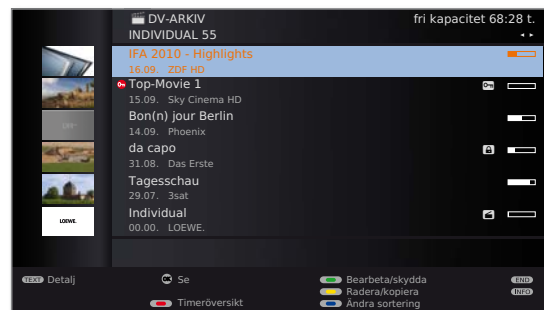 DV-ARKIV
fri kapacitet 68:28 t.
INDIVIDUAL 55
IFA 2010 - Highlights
16.09. ZDF HD
Top-Movie 1
15.09. Sky Cinema HD
Bon(n) jour Berlin
14.09. Phoenix
da capo
31.08. Das Erste
Tagesschau
29.07. 3sat
LOEWE.
Individual
00.00. LOEWE.
TEXT Detalj
Se
Bearbeta/skydda
END
Radera/kopiera
INFO
Timeröversikt
Ändra sortering